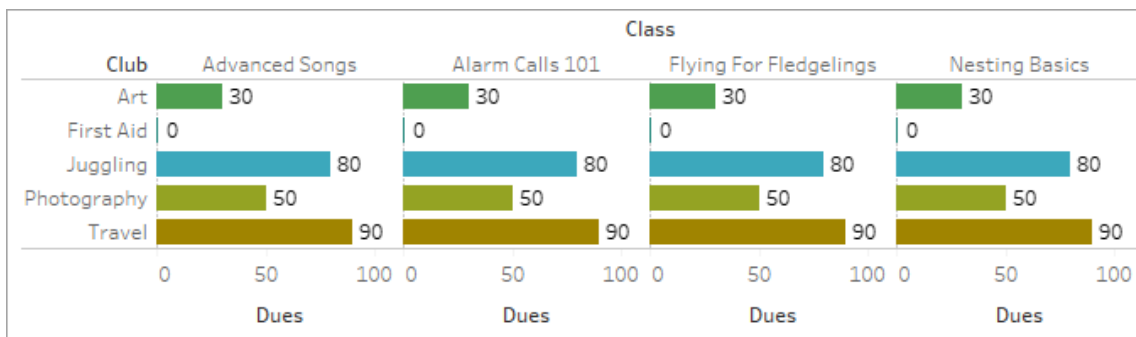 Class
Club Advanced Songs Alarm Calls 101 Flying For Fledgelings Nesting Basics
Art 30 30 30 30
First Aid 0 0 0 0
Juggling 80 80 80 80
Photography 50 50 50 50
Travel 90 90 90 90
0 50 100 0 50 100 0 50 100 0 50 100
Dues Dues Dues Dues